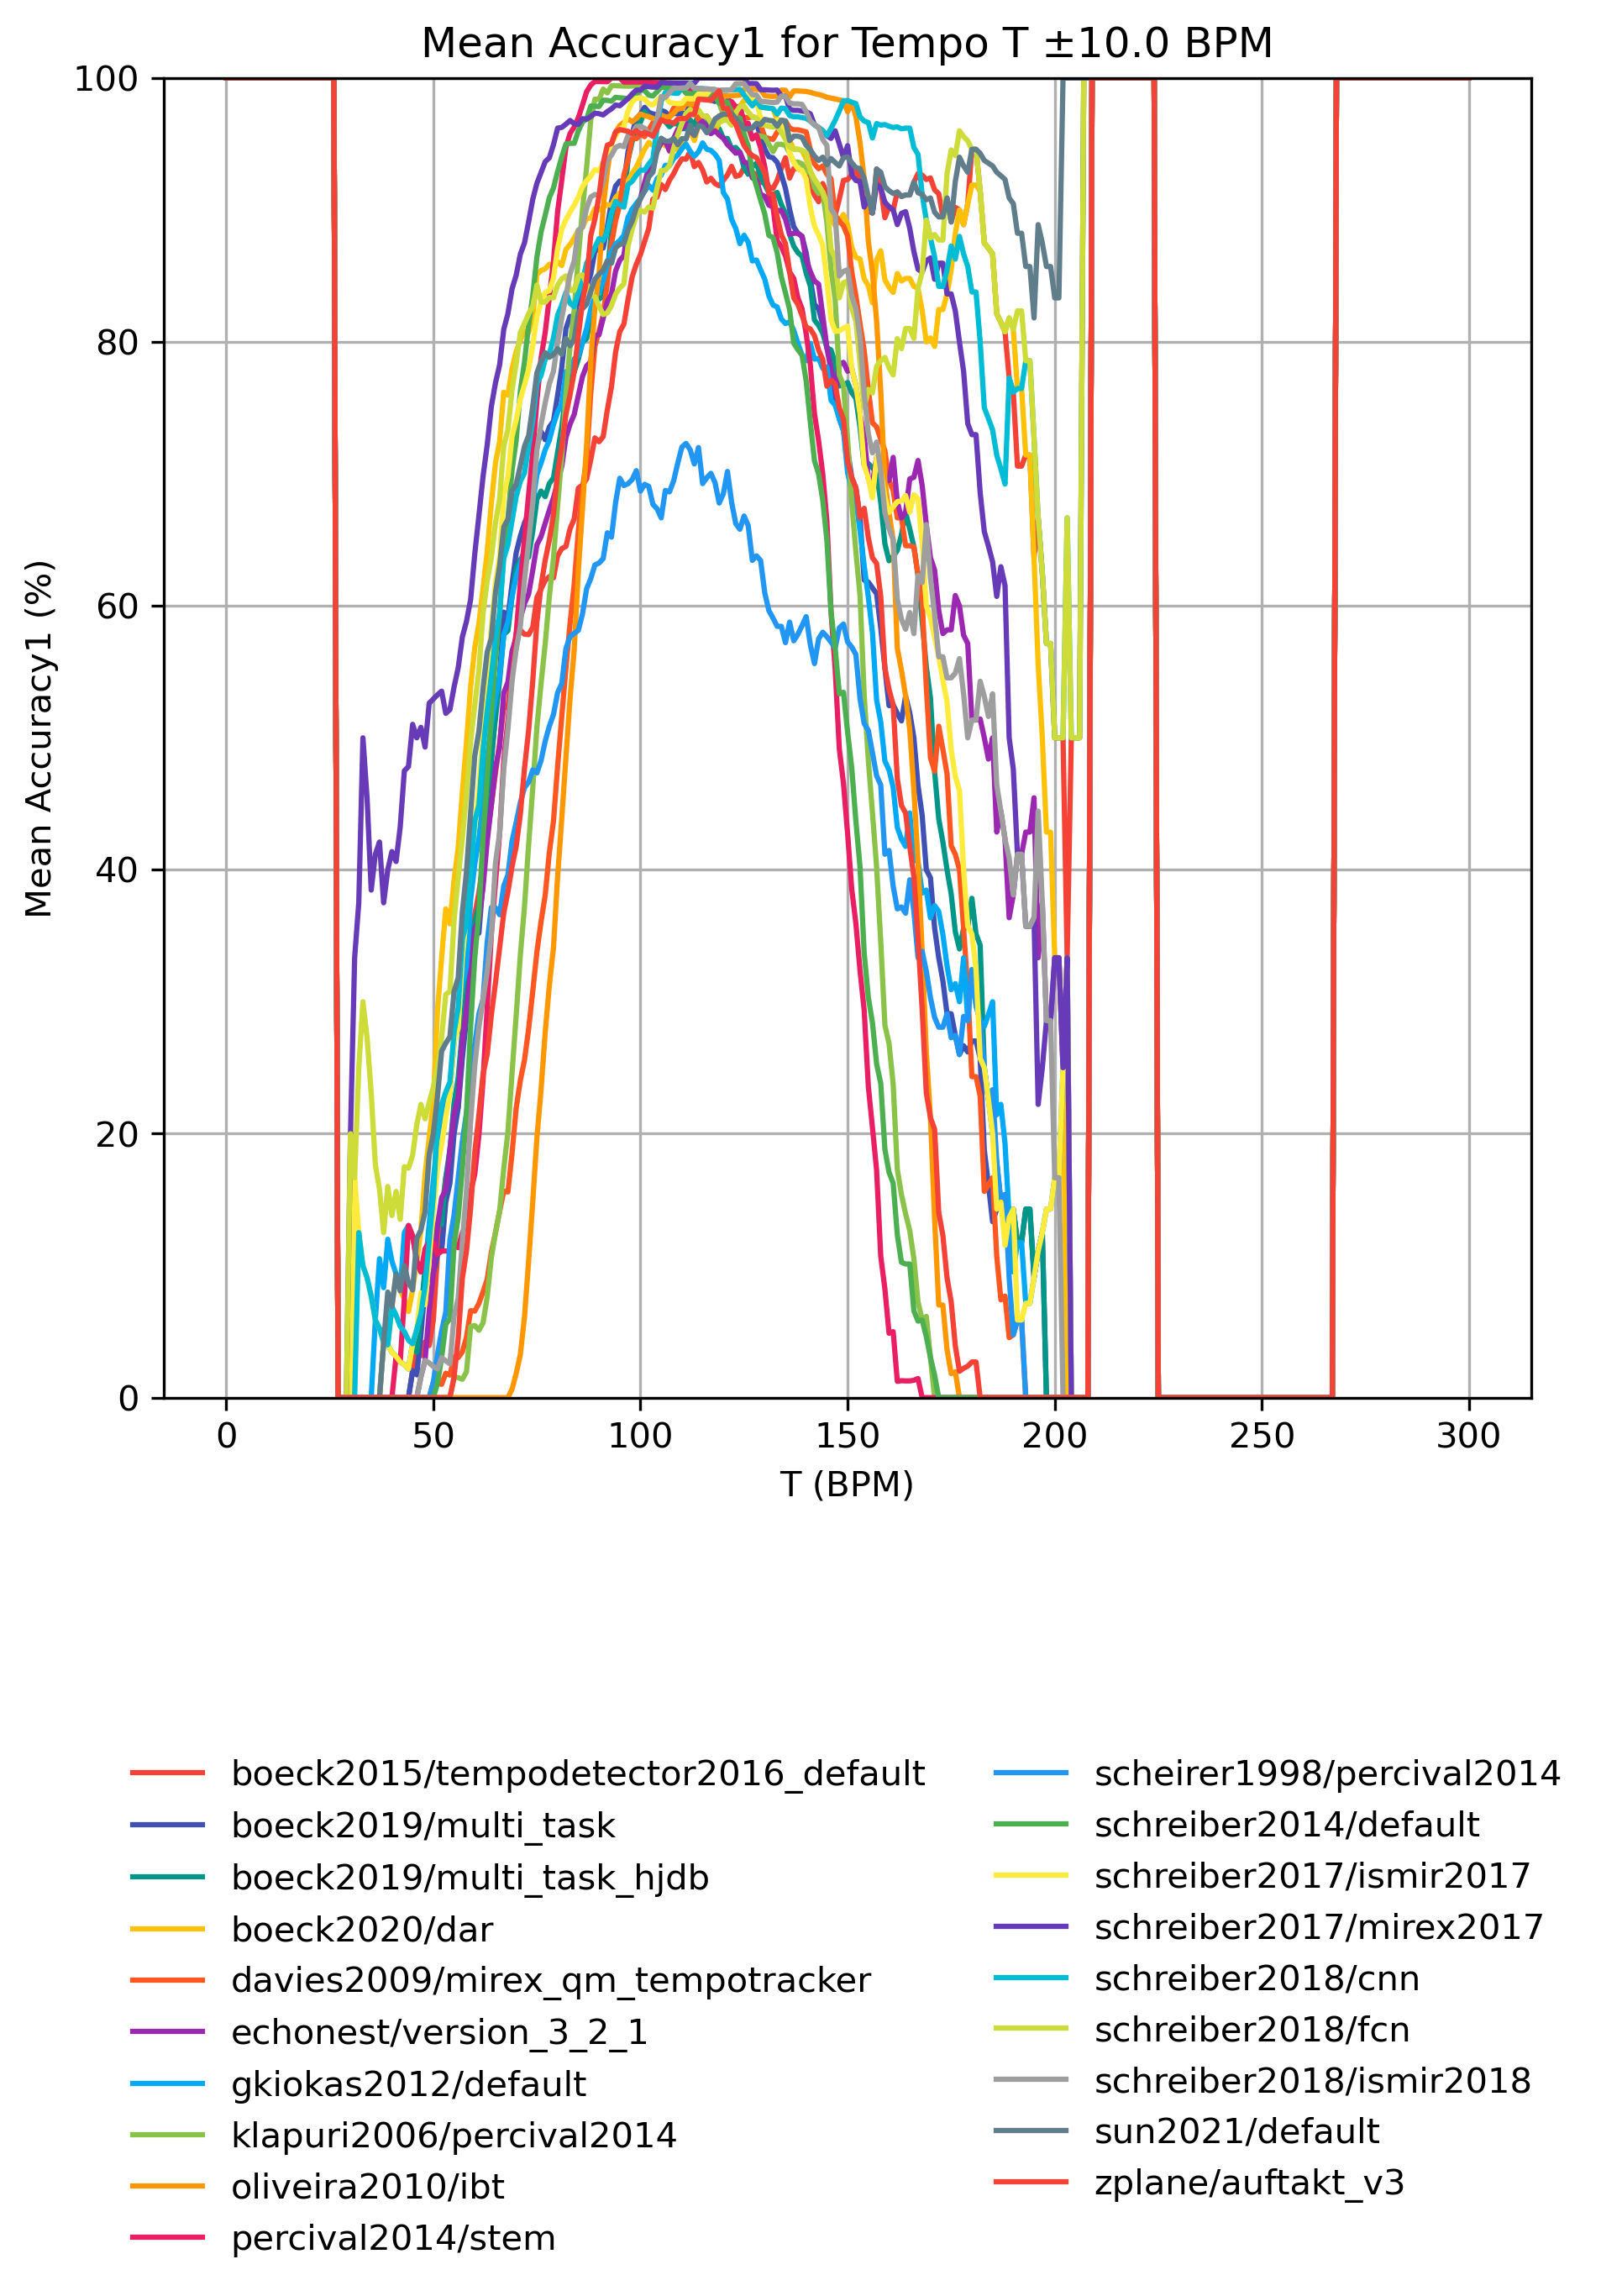 Mean Accuracy1 for Tempo T ±10.0 BPM
100
80
60
40
20
0
Mean Accuracy1 (%)
0 50 100 150 200 250 300
T (BPM)
boeck2015/tempodetector2016_default
boeck2019/multi_task
boeck2019/multi_task_hjdb
boeck2020/dar
davies2009/mirex_qm_tempotracker
echonest/version_3_2_1
gkiokas2012/default
klapuri2006/percival2014
oliveira2010/ibt
percival2014/stem
scheirer1998/percival2014
schreiber2014/default
schreiber2017/ismir2017
schreiber2017/mirex2017
schreiber2018/cnn
schreiber2018/fcn
schreiber2018/ismir2018
sun2021/default
zplane/auftakt_v3